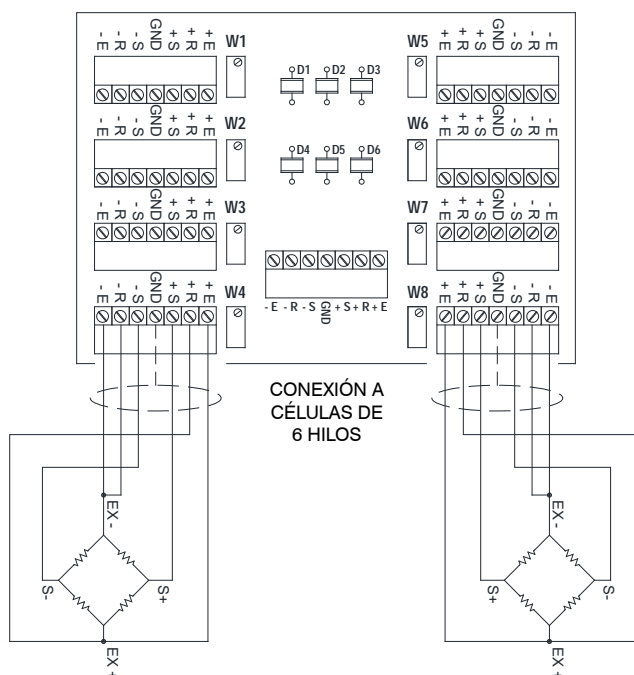 - E - R - S GND + S + R + E
W1
D1 D2 D3
W5
+ E + R + S GND - S - R - E
- E - R - S GND + S + R + E
W2
D4 D5 D6
W6
+ E + R + S GND - S - R - E
- E - R - S GND + S + R + E
W3
W7
+ E + R + S GND - S - R - E
- E - R - S GND + S + R + E
W4
- E - R - S GND + S + R + E
W8
+ E + R + S GND - S - R - E
CONEXIÓN A
CÉLULAS DE
6 HILOS
EX -
S-
S+
EX +
EX -
S+
S-
EX +